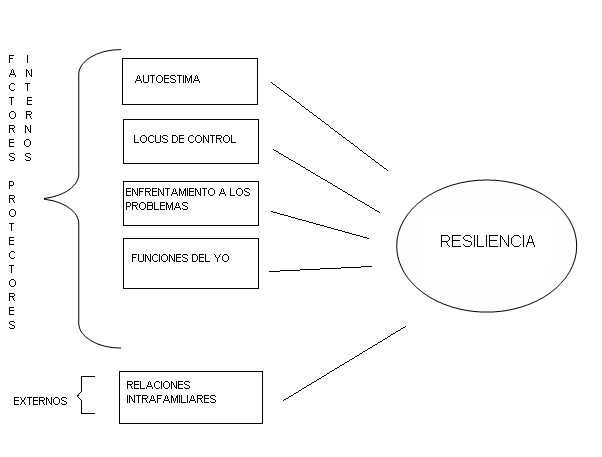 FACTORES PROTECTORES
INTERNOS
AUTOESTIMA
LOCUS DE CONTROL
ENFRENTAMIENTO A LOS
PROBLEMAS
FUNCIONES DEL YO
RESILIENCIA
EXTERNOS
RELACIONES
INTRAFAMILIARES